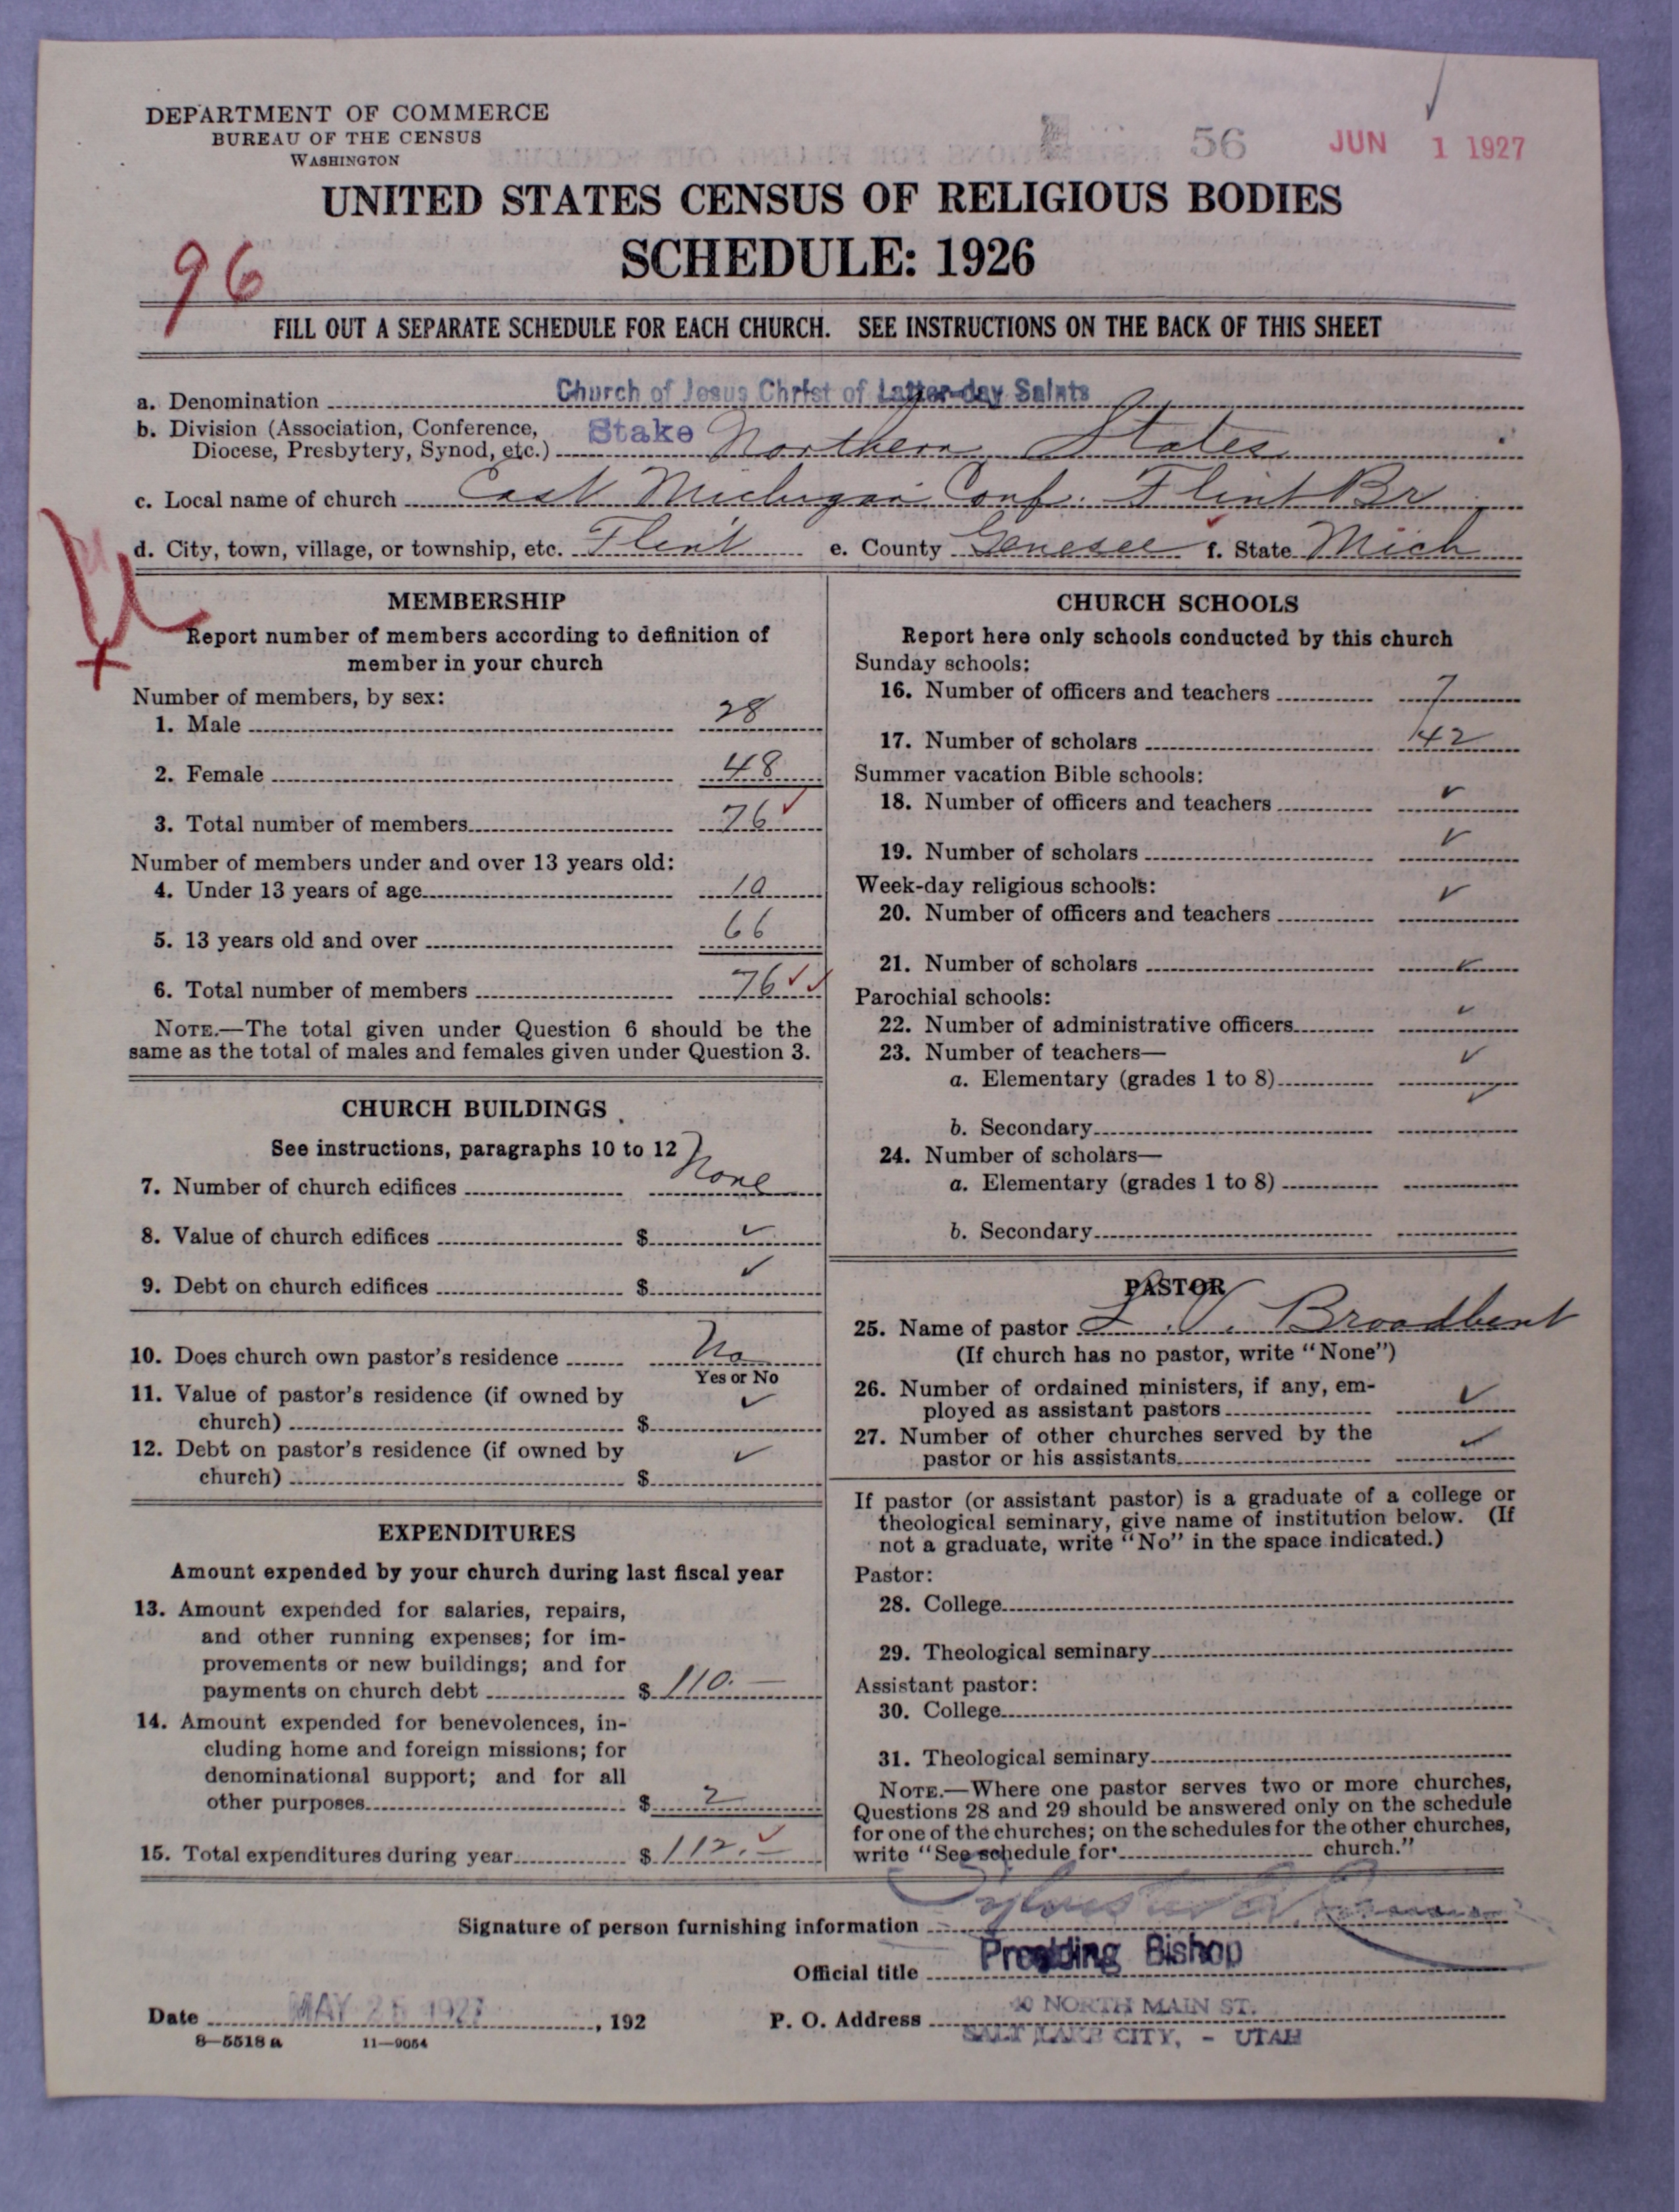 DEPARTMENT OF COMMERCE
BUREAU OF THE CENSUS
WASHINGTON
56
JUN 1 1927
UNITED STATES CENSUS OF RELIGIOUS BODIES
SCHEDULE: 1926
96
FILL OUT A SEPARATE SCHEDULE FOR EACH CHURCH. SEE INSTRUCTIONS ON THE BACK OF THIS SHEET
a. Denomination Church of Jesus Christ of Latter-day Saints
b. Division (Association, Conference, Diocese, Presbytery, Synod, etc.) Stake Northern States
c. Local name of church East Michigan Conf. Flint Br.
d. City, town, village, or township, etc. Flint e. County Genesee f. State Mich
MEMBERSHIP
Report number of members according to definition of
member in your church
Number of members, by sex:
1. Male 28
2. Female 48
3. Total number of members 76
Number of members under and over 13 years old:
4. Under 13 years of age 10
5. 13 years old and over 66
6. Total number of members 76
NOTE.—The total given under Question 6 should be the
same as the total of males and females given under Question 3.
CHURCH BUILDINGS
See instructions, paragraphs 10 to 12
7. Number of church edifices None
8. Value of church edifices $ ✓
9. Debt on church edifices $ ✓
10. Does church own pastor's residence No
Yes or No
11. Value of pastor's residence (if owned by
church) $ ✓
12. Debt on pastor's residence (if owned by
church) $ ✓
EXPENDITURES
Amount expended by your church during last fiscal year
13. Amount expended for salaries, repairs,
and other running expenses; for im-
provements or new buildings; and for
payments on church debt $ 110.—
14. Amount expended for benevolences, in-
cluding home and foreign missions; for
denominational support; and for all
other purposes $ 2
15. Total expenditures during year $ 112.—
CHURCH SCHOOLS
Report here only schools conducted by this church
Sunday schools:
16. Number of officers and teachers 7
17. Number of scholars 42
Summer vacation Bible schools:
18. Number of officers and teachers ✓
19. Number of scholars ✓
Week-day religious schools:
20. Number of officers and teachers ✓
21. Number of scholars ✓
Parochial schools:
22. Number of administrative officers ✓
23. Number of teachers—
a. Elementary (grades 1 to 8) ✓
b. Secondary ✓
24. Number of scholars—
a. Elementary (grades 1 to 8)
b. Secondary
PASTOR
25. Name of pastor L. V. Broadbent
(If church has no pastor, write "None")
26. Number of ordained ministers, if any, em-
ployed as assistant pastors ✓
27. Number of other churches served by the
pastor or his assistants ✓
If pastor (or assistant pastor) is a graduate of a college or
theological seminary, give name of institution below. (If
not a graduate, write "No" in the space indicated.)
Pastor:
28. College
29. Theological seminary
Assistant pastor:
30. College
31. Theological seminary
NOTE.—Where one pastor serves two or more churches,
Questions 28 and 29 should be answered only on the schedule
for one of the churches; on the schedules for the other churches,
write "See schedule for church."
Signature of person furnishing information
Official title Presiding Bishop
Date MAY 25 1927, 192
P. O. Address 40 NORTH MAIN ST.
SALT LAKE CITY, - UTAH
8—5518 a 11—9054